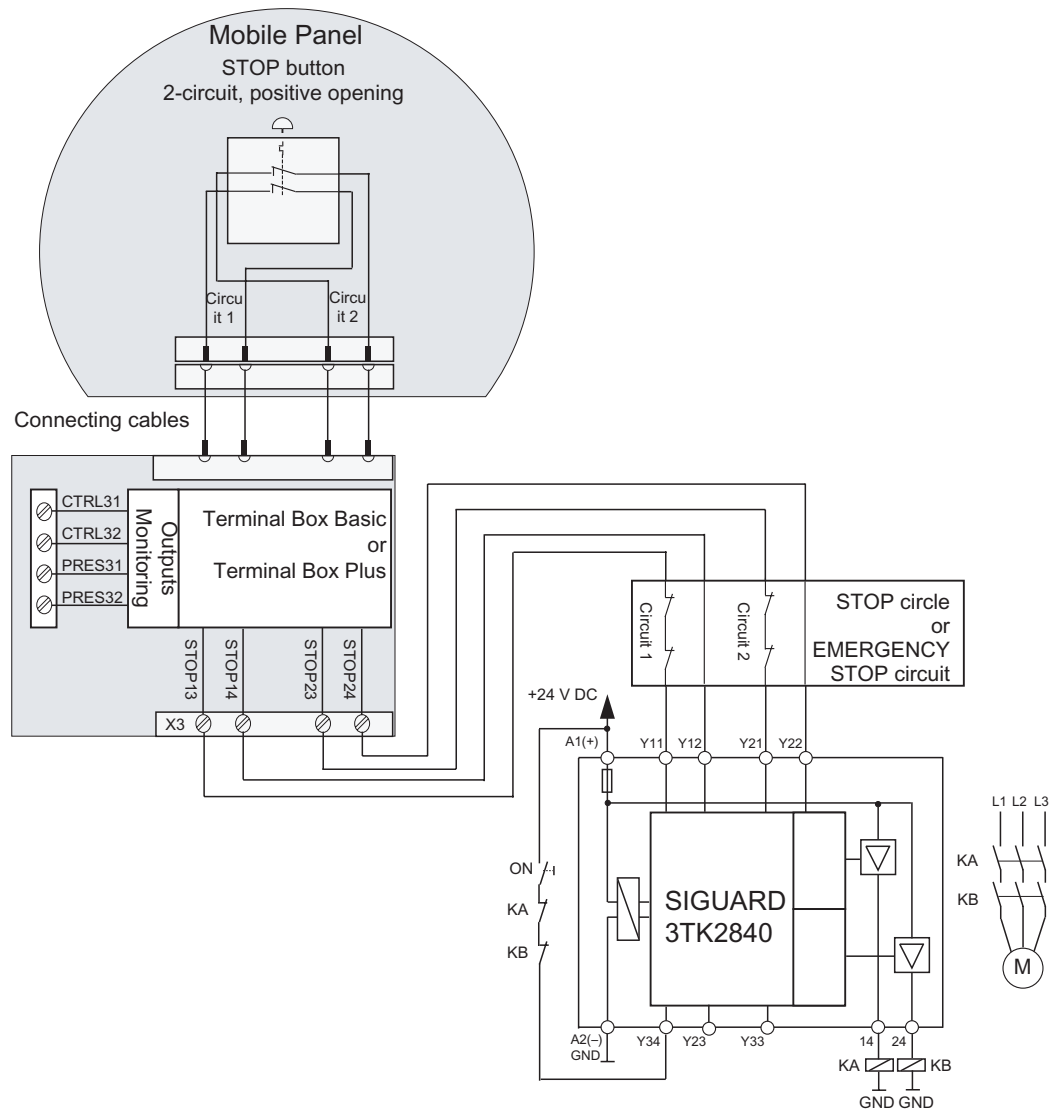 Mobile Panel
STOP button
2-circuit, positive opening
Circu
it 1
Circu
it 2
Connecting cables
CTRL31
CTRL32
PRES31
PRES32
Outputs
Monitoring
Terminal Box Basic
or
Terminal Box Plus
STOP13
STOP14
STOP23
STOP24
X3
Circuit 1
Circuit 2
STOP circle
or
EMERGENCY
STOP circuit
+24 V DC
A1(+)
Y11
Y12
Y21
Y22
ON
KA
KB
SIGUARD
3TK2840
L1 L2 L3
KA
KB
M
A2(–)
GND
Y34
Y23
Y33
14
24
KA
KB
GND GND